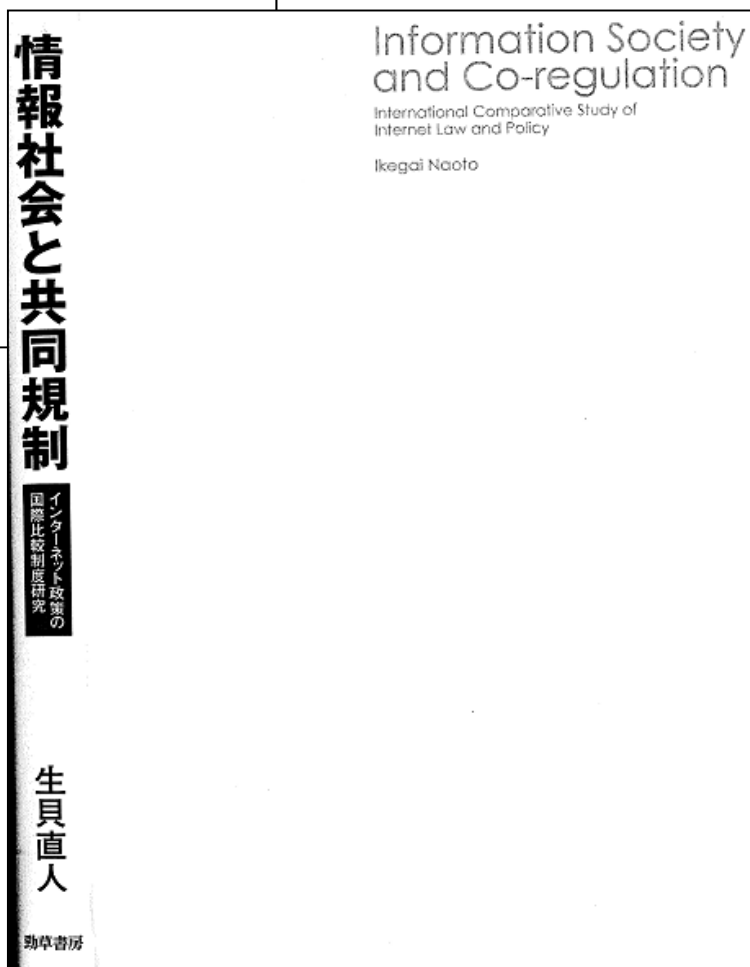 情報社会と共同規制
インターネット政策の
国際比較制度研究
生貝直人
勁草書房
Information Society
and Co-regulation
International Comparative Study of
Internet Law and Policy
Ikegai Naoto